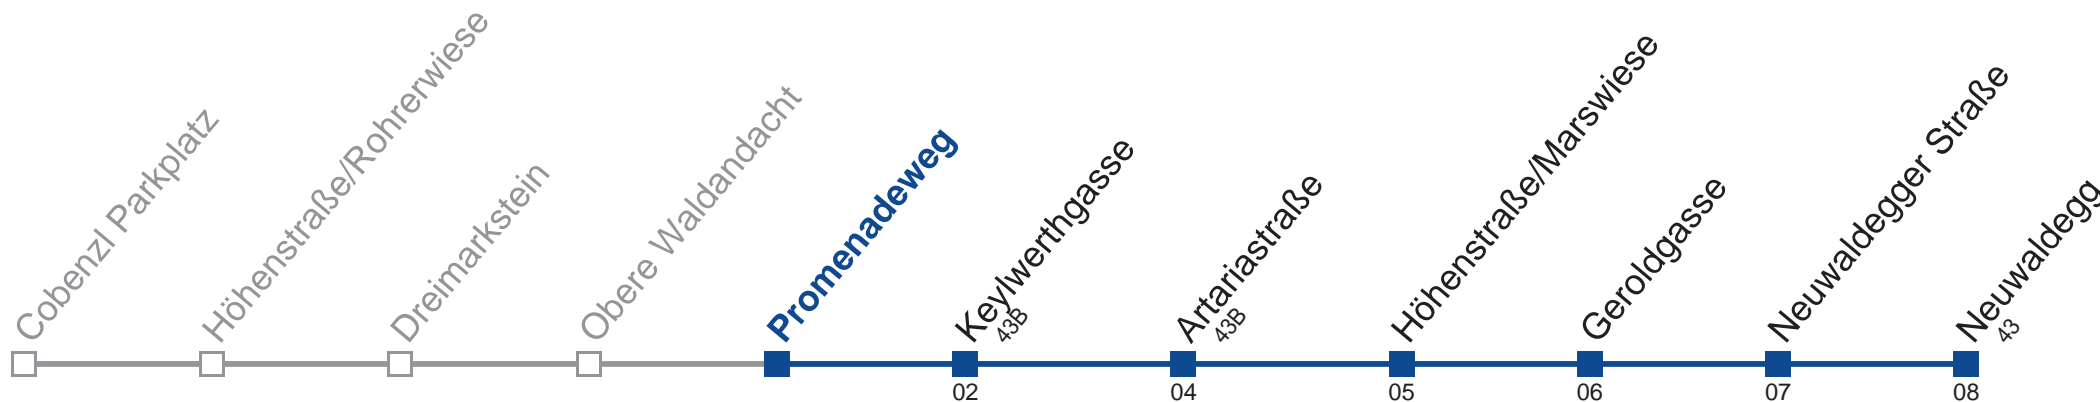 Cobenzl Parkplatz
Höhenstraße/Rohrerwiese
Dreimarkstein
Obere Waldandacht
Promenadeweg
Keylwerthgasse
43B
Artariastraße
43B
Höhenstraße/Marswiese
Geroldgasse
Neuwaldegger Straße
Neuwaldegg
43
02
04
05
06
07
08